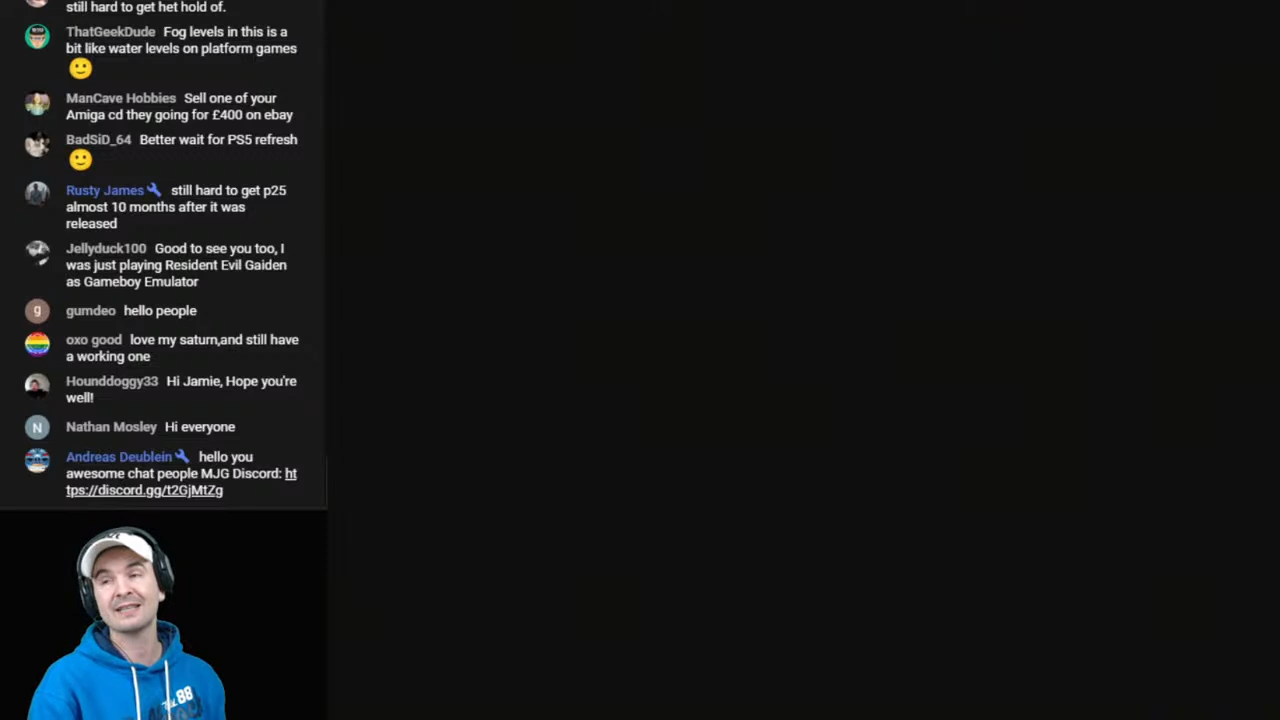 still hard to get het hold of.
ThatGeekDude Fog levels in this is a
bit like water levels on platform games
ManCave Hobbies Sell one of your
Amiga cd they going for £400 on ebay
BadSiD_64 Better wait for PS5 refresh
Rusty James still hard to get p25
almost 10 months after it was
released
Jellyduck100 Good to see you too, I
was just playing Resident Evil Gaiden
as Gameboy Emulator
g
gumdeo hello people
oxo good love my saturn,and still have
a working one
Hounddoggy33 Hi Jamie, Hope you're
well!
N
Nathan Mosley Hi everyone
Andreas Deublein hello you
awesome chat people MJG Discord: ht
tps://discord.gg/t2GjMtZg
88